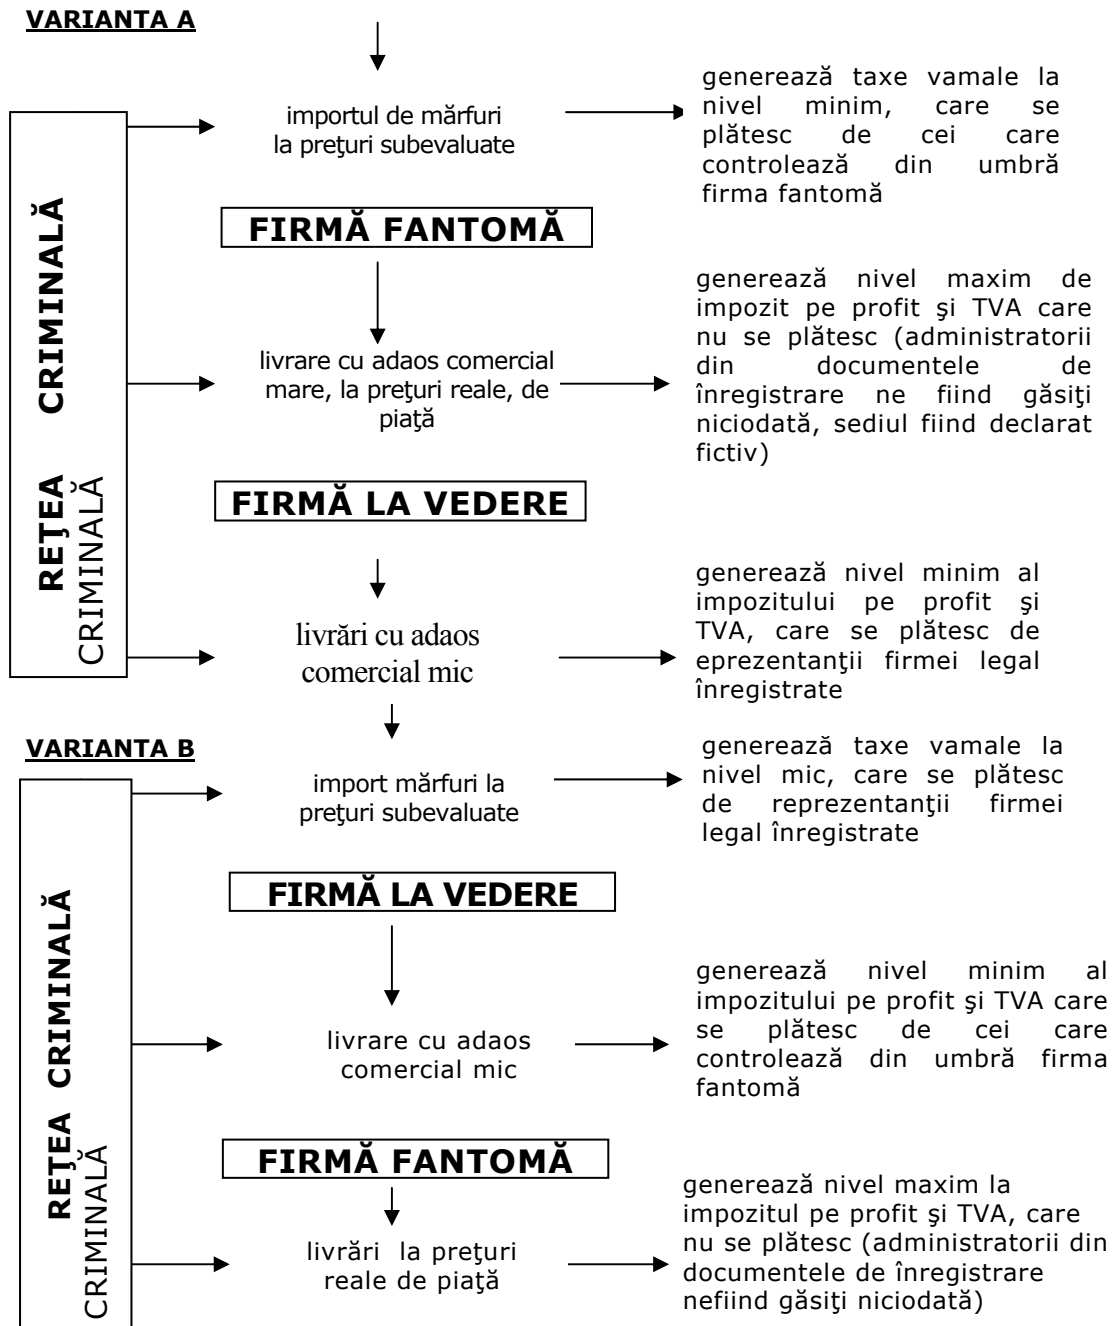 VARIANTA A
importul de mărfuri
la preţuri subevaluate
generează taxe vamale la
nivel minim, care se
plătesc de cei care
controlează din umbră
firma fantomă
REŢEA CRIMINALĂ
CRIMINALĂ
FIRMĂ FANTOMĂ
livrare cu adaos comercial
mare, la preţuri reale, de
piaţă
generează nivel maxim de
impozit pe profit şi TVA care
nu se plătesc (administratorii
din documentele de
înregistrare ne fiind găsiţi
niciodată, sediul fiind declarat
fictiv)
FIRMĂ LA VEDERE
livrări cu adaos
comercial mic
generează nivel minim al
impozitului pe profit şi
TVA, care se plătesc de
eprezentanţii firmei legal
înregistrate
VARIANTA B
import mărfuri la
preţuri subevaluate
generează taxe vamale la
nivel mic, care se plătesc
de reprezentanţii firmei
legal înregistrate
REŢEA CRIMINALĂ
CRIMINALĂ
FIRMĂ LA VEDERE
livrare cu adaos
comercial mic
generează nivel minim al
impozitului pe profit şi TVA care
se plătesc de cei care
controlează din umbră firma
fantomă
FIRMĂ FANTOMĂ
livrări la preţuri
reale de piaţă
generează nivel maxim la
impozitul pe profit şi TVA, care
nu se plătesc (administratorii din
documentele de înregistrare
nefiind găsiţi niciodată)